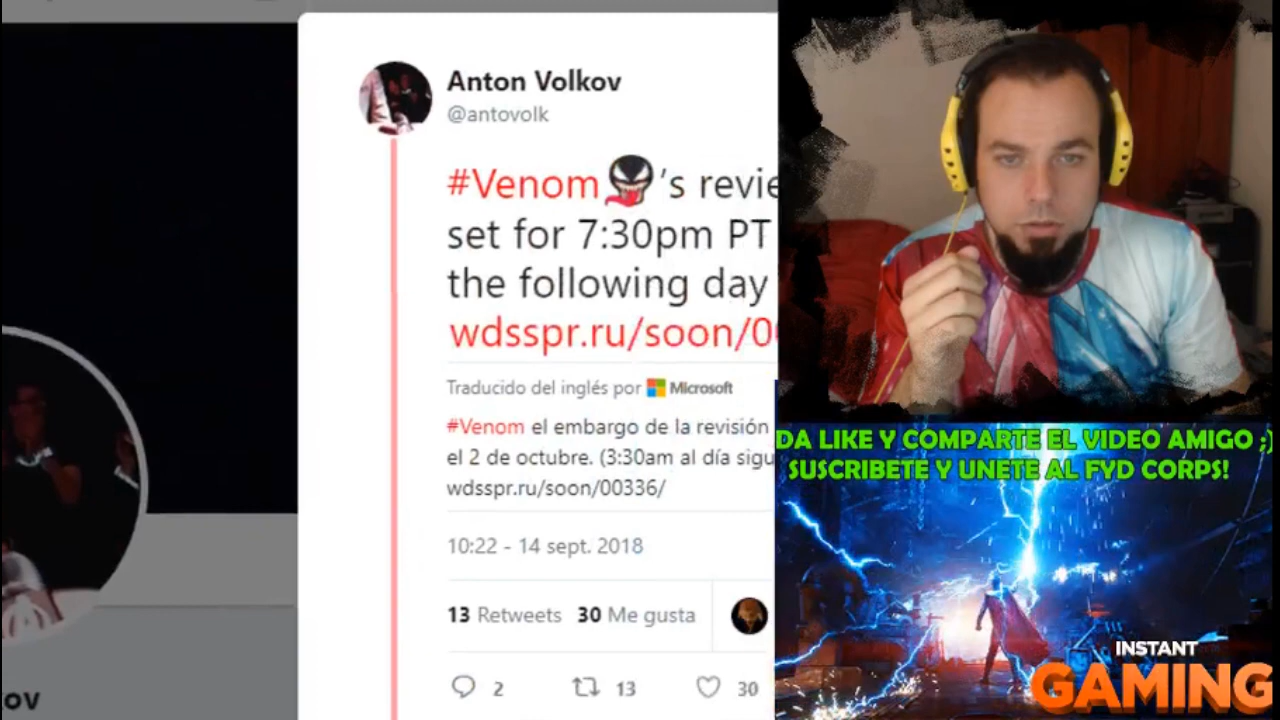 Anton Volkov
@antovolk
#Venom 's
set for 7:30pm PT
the following day
wdsspr.ru/soon/0
Traducido del inglés por Microsoft
#Venom el embargo de la revisión
el 2 de octubre. (3:30am al día
wdsspr.ru/soon/00336/
10:22 - 14 sept. 2018
13 Retweets 30 Me gusta
2 13 30
DA LIKE Y COMPARTE EL VIDEO AMIGO ;)
SUSCRIBETE Y UNETE AL FYD CORPS!
INSTANT
GAMING